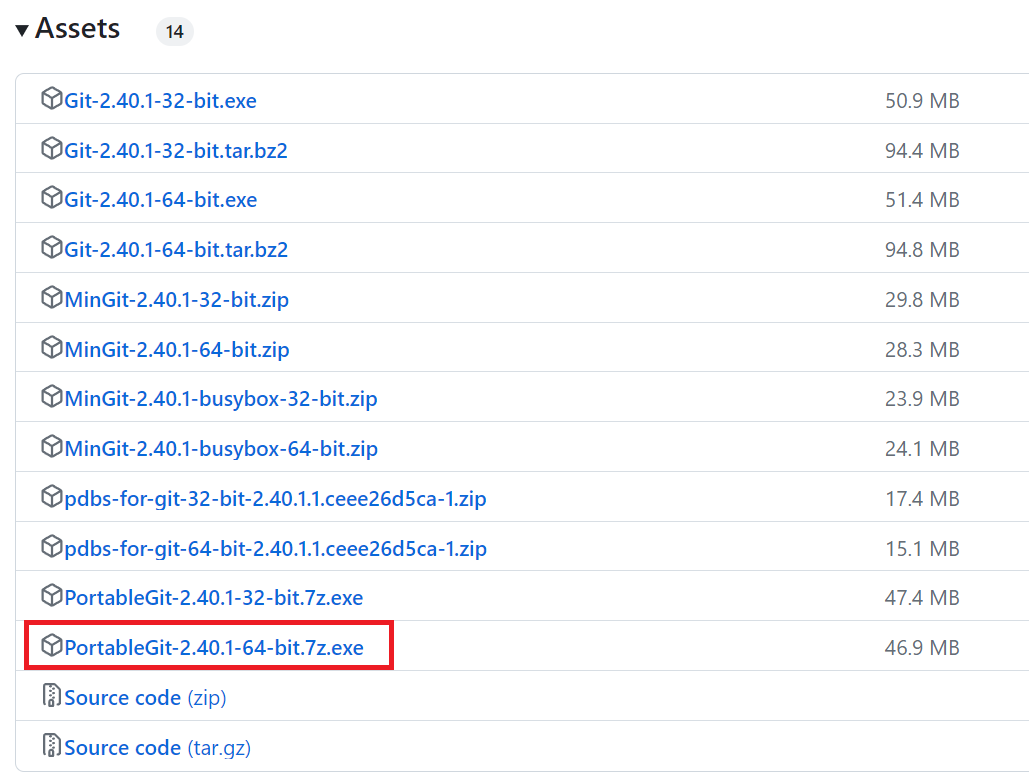 Assets 14
Git-2.40.1-32-bit.exe 50.9 MB
Git-2.40.1-32-bit.tar.bz2 94.4 MB
Git-2.40.1-64-bit.exe 51.4 MB
Git-2.40.1-64-bit.tar.bz2 94.8 MB
MinGit-2.40.1-32-bit.zip 29.8 MB
MinGit-2.40.1-64-bit.zip 28.3 MB
MinGit-2.40.1-busybox-32-bit.zip 23.9 MB
MinGit-2.40.1-busybox-64-bit.zip 24.1 MB
pdbs-for-git-32-bit-2.40.1.1.ceee26d5ca-1.zip 17.4 MB
pdbs-for-git-64-bit-2.40.1.1.ceee26d5ca-1.zip 15.1 MB
PortableGit-2.40.1-32-bit.7z.exe 47.4 MB
PortableGit-2.40.1-64-bit.7z.exe 46.9 MB
Source code (zip)
Source code (tar.gz)